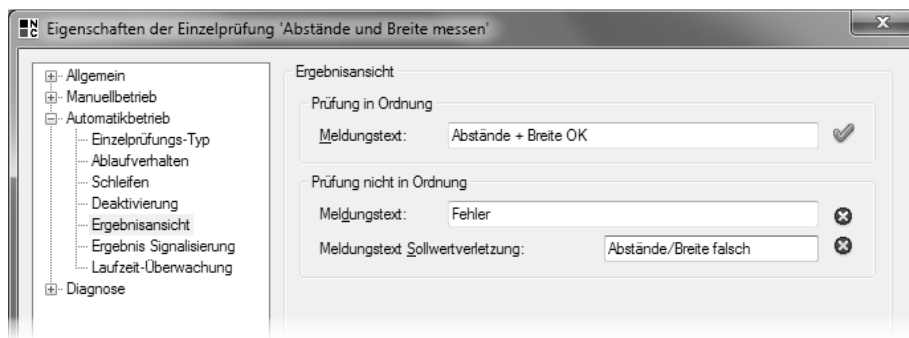 Eigenschaften der Einzelprüfung 'Abstände und Breite messen'
Allgemein
Manuellbetrieb
Automatikbetrieb
Einzelprüfungs-Typ
Ablaufverhalten
Schleifen
Deaktivierung
Ergebnisansicht
Ergebnis Signalisierung
Laufzeit-Überwachung
Diagnose
Ergebnisansicht
Prüfung in Ordnung
Meldungstext: Abstände + Breite OK
Prüfung nicht in Ordnung
Meldungstext: Fehler
Meldungstext Sollwertverletzung: Abstände/Breite falsch